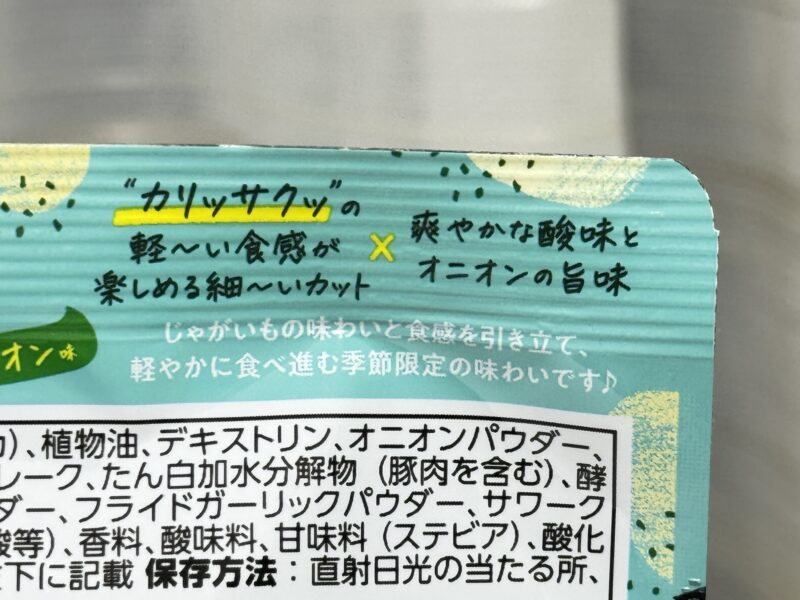 “カリッサクッ”の
軽〜い食感が
楽しめる細〜いカット
×
爽やかな酸味と
オニオンの旨味
じゃがいもの味わいと食感を引き立て、
軽やかに食べ進む季節限定の味わいです♪
オン味
)、植物油、デキストリン、オニオンパウダー、
レーク、たん白加水分解物（豚肉を含む）、酵
ダー、フライドガーリックパウダー、サワーク
酸等）、香料、酸味料、甘味料（ステビア）、酸化
下に記載 保存方法：直射日光の当たる所、